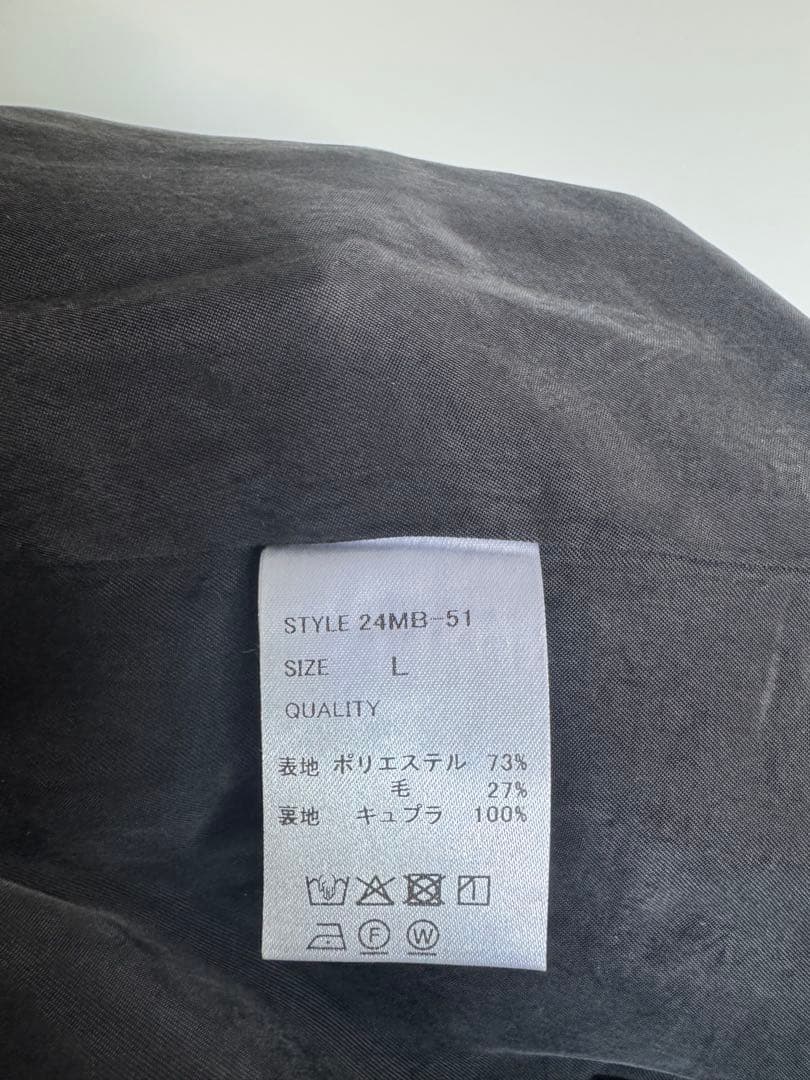 STYLE 24MB-51
SIZE L
QUALITY
表地 ポリエステル 73%
毛 27%
裏地 キュプラ 100%
F W